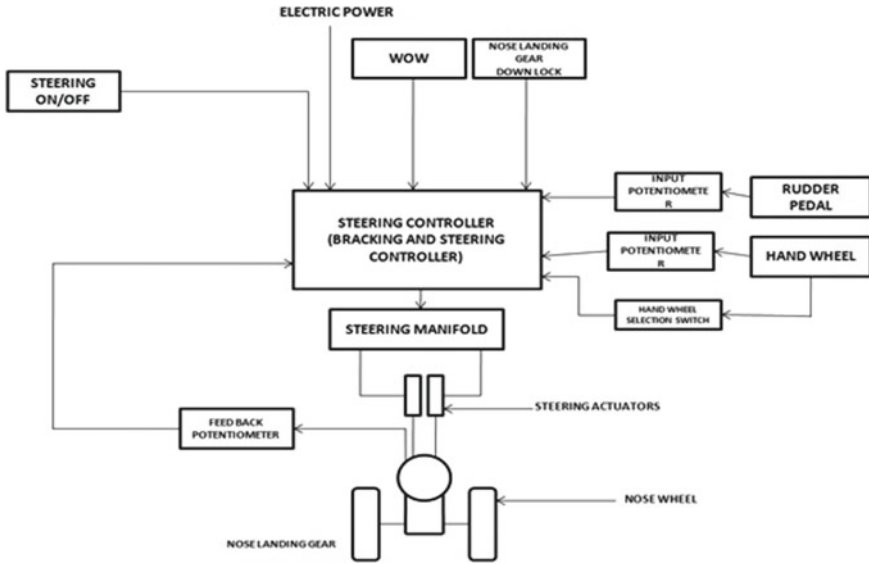 ELECTRIC POWER
WOW
NOSE LANDING
GEAR
DOWN LOCK
STEERING
ON/OFF
INPUT
POTENTIOMETE
R
RUDDER
PEDAL
STEERING CONTROLLER
(BRACKING AND STEERING
CONTROLLER)
INPUT
POTENTIOMETE
R
HAND WHEEL
HAND WHEEL
SELECTION SWITCH
STEERING MANIFOLD
STEERING ACTUATORS
FEED BACK
POTENTIOMETER
NOSE WHEEL
NOSE LANDING GEAR